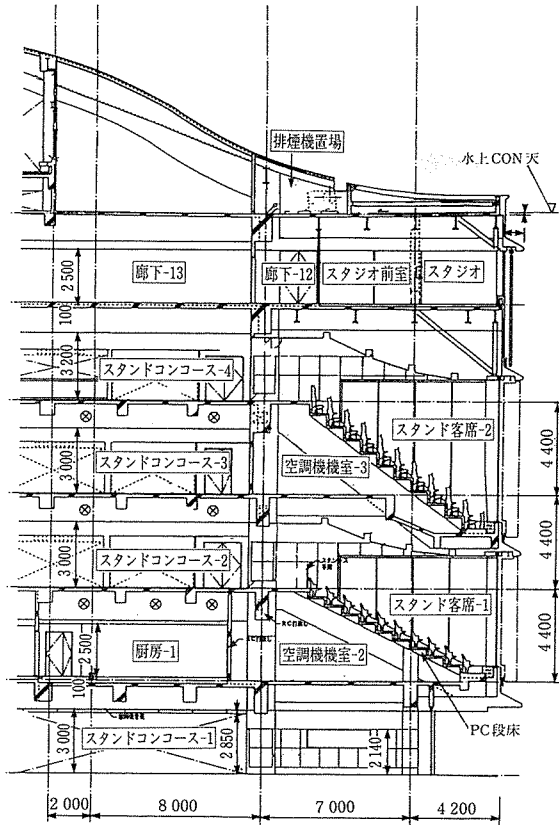 排煙機置場
水上CON天
2 500
廊下-13
廊下-12
スタジオ前室
スタジオ
100
3 200
スタンドコンコース-4
スタンド客席-2
3 000
スタンドコンコース-3
空調機機室-3
4 400
3 000
スタンドコンコース-2
4 400
スタンド客席-1
2 500
厨房-1
空調機機室-2
4 400
100
PC段床
3 000
スタンドコンコース-1
2 850
2 140
2 000
8 000
7 000
4 200